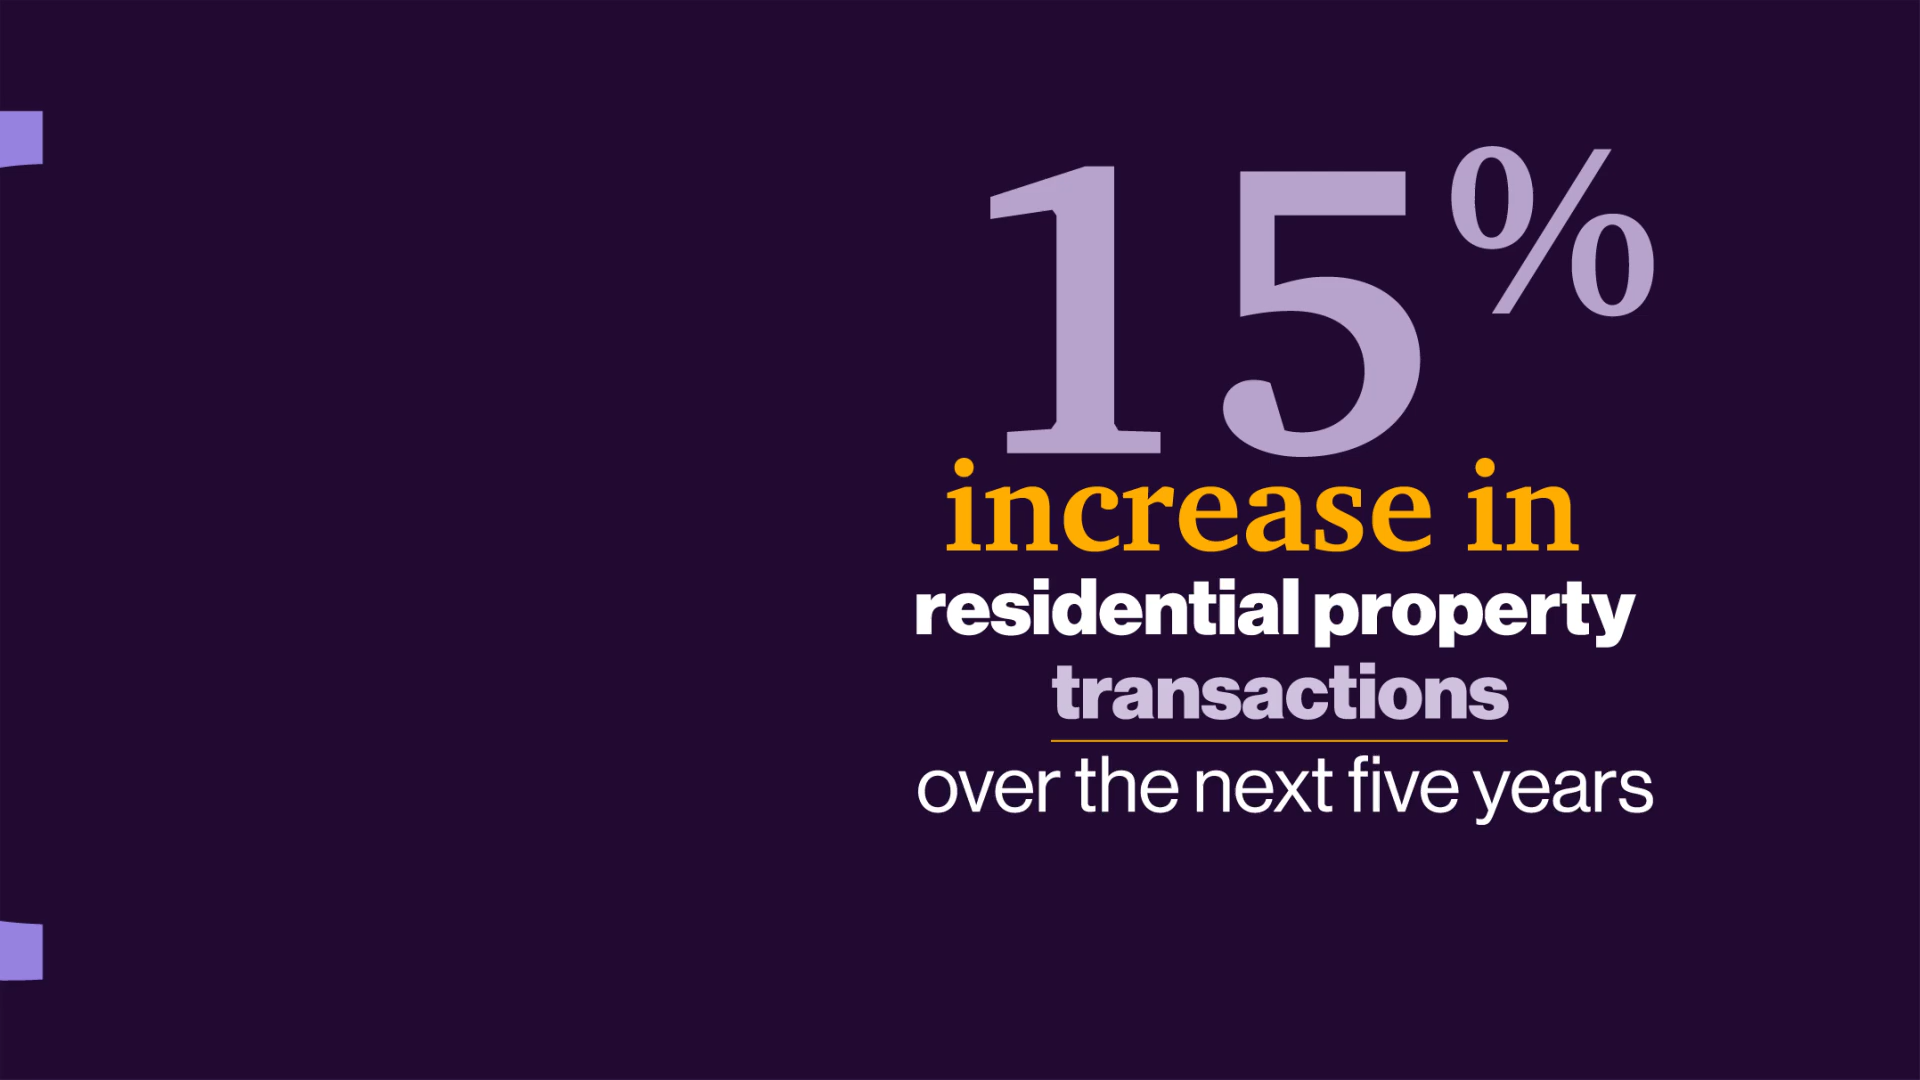 15%
increase in
residential property
transactions
over the next five years